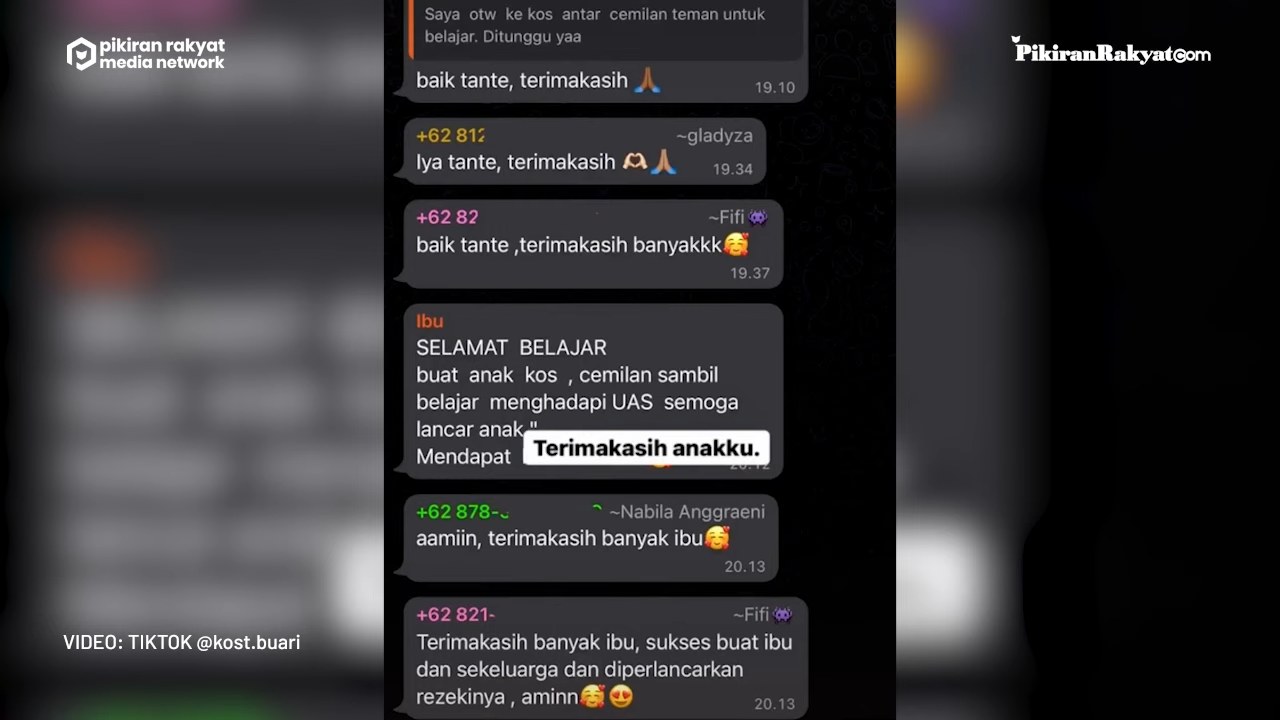 pikiran rakyat
media network
PikiranRakyat.com
Saya otw ke kos antar cemilan teman untuk
belajar. Ditunggu yaa
baik tante, terimakasih 🙏🏾
19.10
+62 812
~gladyza
Iya tante, terimakasih 🫶🏻🙏🏽
19.34
+62 82
~Fifi👾
baik tante ,terimakasih banyakkk🥰
19.37
Ibu
SELAMAT BELAJAR
buat anak kos , cemilan sambil
belajar menghadapi UAS semoga
lancar anak,"
Terimakasih anakku.
Mendapat
20.12
+62 878-
~Nabila Anggraeni
aamiin, terimakasih banyak ibu🥰
20.13
+62 821-
~Fifi👾
Terimakasih banyak ibu, sukses buat ibu
dan sekeluarga dan diperlancarkan
rezekinya , aminn🥰😍
20.13
VIDEO: TIKTOK @kost.buari